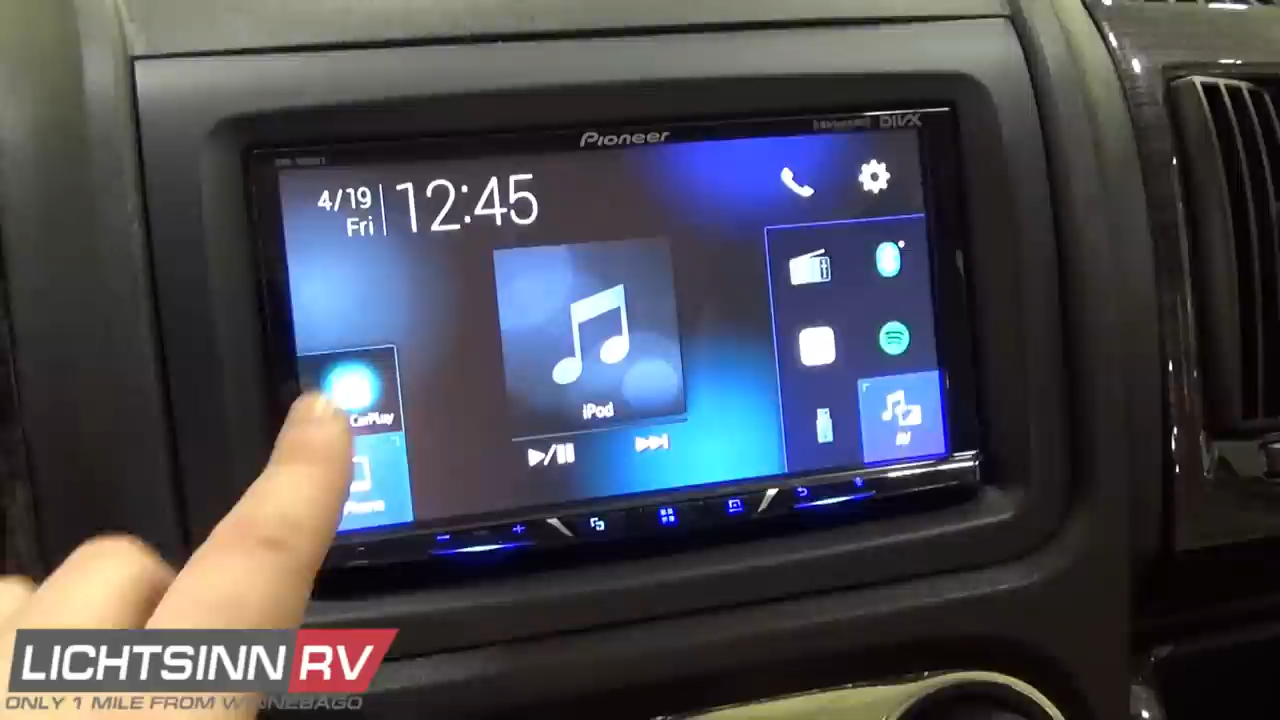 Pioneer
DIVX
4/19
Fri
12:45
iPod
CarPlay
Phone
AV
LICHTSINN RV
ONLY 1 MILE FROM WINNEBAGO